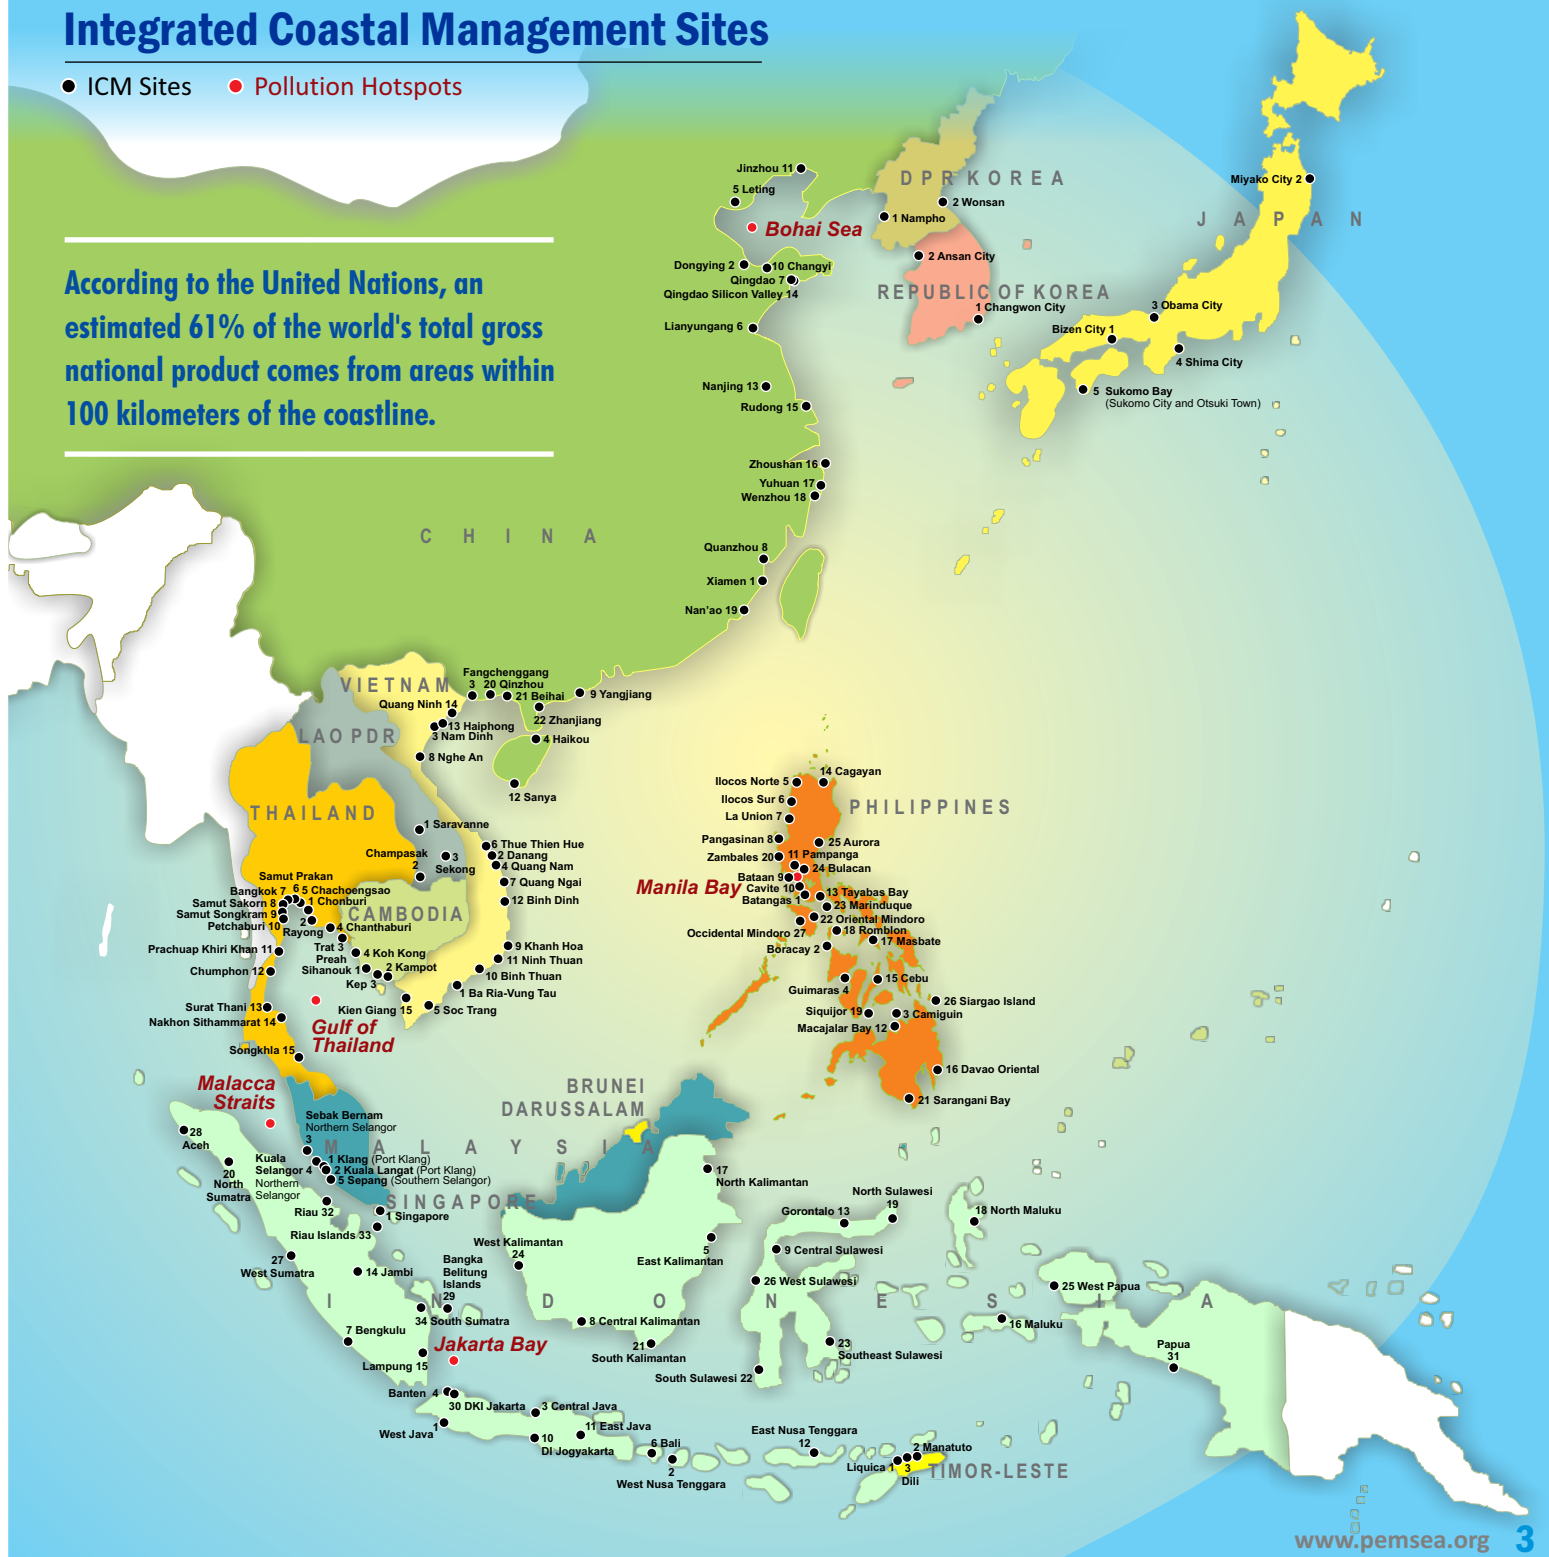 Integrated Coastal Management Sites
ICM Sites
Pollution Hotspots
According to the United Nations, an
estimated 61% of the world's total gross
national product comes from areas within
100 kilometers of the coastline.
Jinzhou 11
5 Leting
Bohai Sea
Dongying 2
10 Changyi
Qingdao 7
Qingdao Silicon Valley 14
Lianyungang 6
Nanjing 13
Rudong 15
Zhoushan 16
Yuhuan 17
Wenzhou 18
CHINA
Quanzhou 8
Xiamen 1
Nan'ao 19
DPR KOREA
2 Wonsan
1 Nampho
2 Ansan City
REPUBLIC OF KOREA
1 Changwon City
Miyako City 2
JAPAN
3 Obama City
Bizen City 1
4 Shima City
5 Sukomo Bay
(Sukomo City and Otsuki Town)
Fangchenggang
3
20 Qinzhou
21 Beihai
9 Yangjiang
22 Zhanjiang
4 Haikou
12 Sanya
VIETNAM
Quang Ninh 14
13 Haiphong
3 Nam Dinh
8 Nghe An
LAO PDR
THAILAND
1 Saravanne
Champasak
2
3
Sekong
6 Thue Thien Hue
2 Danang
4 Quang Nam
7 Quang Ngai
12 Binh Dinh
9 Khanh Hoa
11 Ninh Thuan
10 Binh Thuan
1 Ba Ria-Vung Tau
5 Soc Trang
Kien Giang 15
Samut Prakan
6
Bangkok 7
5 Chachoengsao
Samut Sakorn 8
1 Chonburi
Samut Songkram 9
Petchaburi 10
2
Rayong
4 Chanthaburi
Trat 3
CAMBODIA
Preah
Sihanouk 1
4 Koh Kong
2 Kampot
Kep 3
Prachuap Khiri Khan 11
Chumphon 12
Surat Thani 13
Nakhon Sithammarat 14
Songkhla 15
Gulf of
Thailand
Malacca
Straits
Ilocos Norte 5
14 Cagayan
Ilocos Sur 6
La Union 7
PHILIPPINES
Pangasinan 8
25 Aurora
Zambales 20
11 Pampanga
24 Bulacan
Bataan 9
Manila Bay
Cavite 10
Batangas 1
13 Tayabas Bay
23 Marinduque
22 Oriental Mindoro
Occidental Mindoro 27
18 Romblon
17 Masbate
Boracay 2
15 Cebu
Guimaras 4
26 Siargao Island
Siquijor 19
3 Camiguin
Macajalar Bay 12
16 Davao Oriental
21 Sarangani Bay
BRUNEI
DARUSSALAM
MALAYSIA
Sebak Bernam
Northern Selangor
3
Kuala
Selangor 4
Northern
Selangor
1 Klang (Port Klang)
2 Kuala Langat (Port Klang)
5 Sepang (Southern Selangor)
SINGAPORE
1 Singapore
28
Aceh
20
North
Sumatra
Riau 32
Riau Islands 33
27
West Sumatra
14 Jambi
Bangka
Belitung
Islands
29
34 South Sumatra
7 Bengkulu
Lampung 15
Jakarta Bay
INDONESIA
West Kalimantan
24
17
North Kalimantan
5
East Kalimantan
8 Central Kalimantan
21
South Kalimantan
North Sulawesi
19
Gorontalo 13
9 Central Sulawesi
26 West Sulawesi
23
Southeast Sulawesi
South Sulawesi 22
18 North Maluku
16 Maluku
25 West Papua
Papua
31
Banten 4
30 DKI Jakarta
3 Central Java
1
West Java
10
DI Jogyakarta
11 East Java
6 Bali
2
West Nusa Tenggara
East Nusa Tenggara
12
2 Manatuto
Liquica 1
3
Dili
TIMOR-LESTE
www.pemsea.org 3